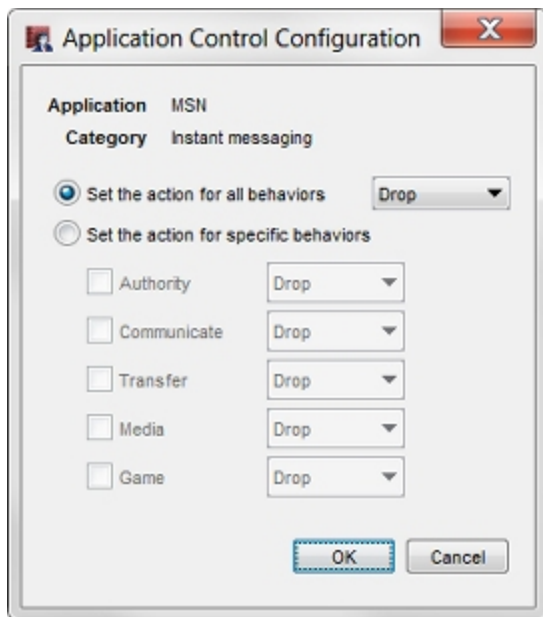 Application Control Configuration
Application MSN
Category Instant messaging
Set the action for all behaviors Drop
Set the action for specific behaviors
Authority Drop
Communicate Drop
Transfer Drop
Media Drop
Game Drop
OK Cancel